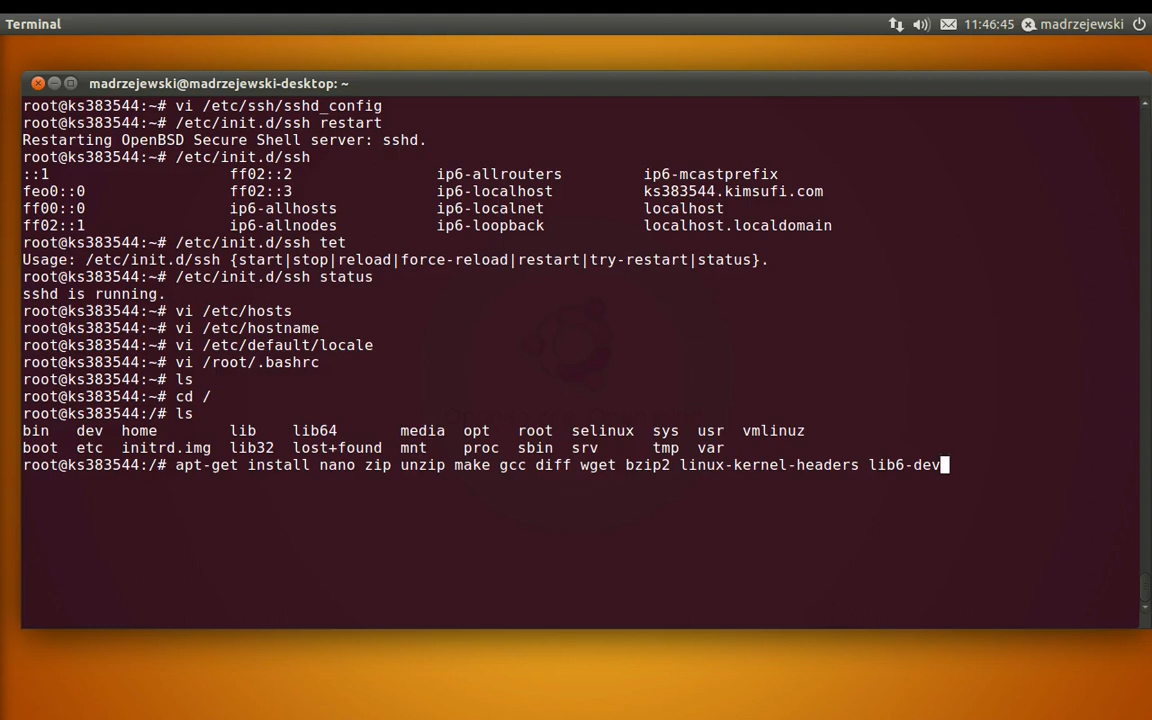 Terminal
11:46:45 madrzejewski
madrzejewski@madrzejewski-desktop: ~
root@ks383544:~# vi /etc/ssh/sshd_config
root@ks383544:~# /etc/init.d/ssh restart
Restarting OpenBSD Secure Shell server: sshd.
root@ks383544:~# /etc/init.d/ssh
::1 ff02::2 ip6-allrouters ip6-mcastprefix
feo0::0 ff02::3 ip6-localhost ks383544.kimsufi.com
ff00::0 ip6-allhosts ip6-localnet localhost
ff02::1 ip6-allnodes ip6-loopback localhost.localdomain
root@ks383544:~# /etc/init.d/ssh tet
Usage: /etc/init.d/ssh {start|stop|reload|force-reload|restart|try-restart|status}.
root@ks383544:~# /etc/init.d/ssh status
sshd is running.
root@ks383544:~# vi /etc/hosts
root@ks383544:~# vi /etc/hostname
root@ks383544:~# vi /etc/default/locale
root@ks383544:~# vi /root/.bashrc
root@ks383544:~# ls
root@ks383544:~# cd /
root@ks383544:/# ls
bin dev home lib lib64 media opt root selinux sys usr vmlinuz
boot etc initrd.img lib32 lost+found mnt proc sbin srv tmp var
root@ks383544:/# apt-get install nano zip unzip make gcc diff wget bzip2 linux-kernel-headers lib6-dev